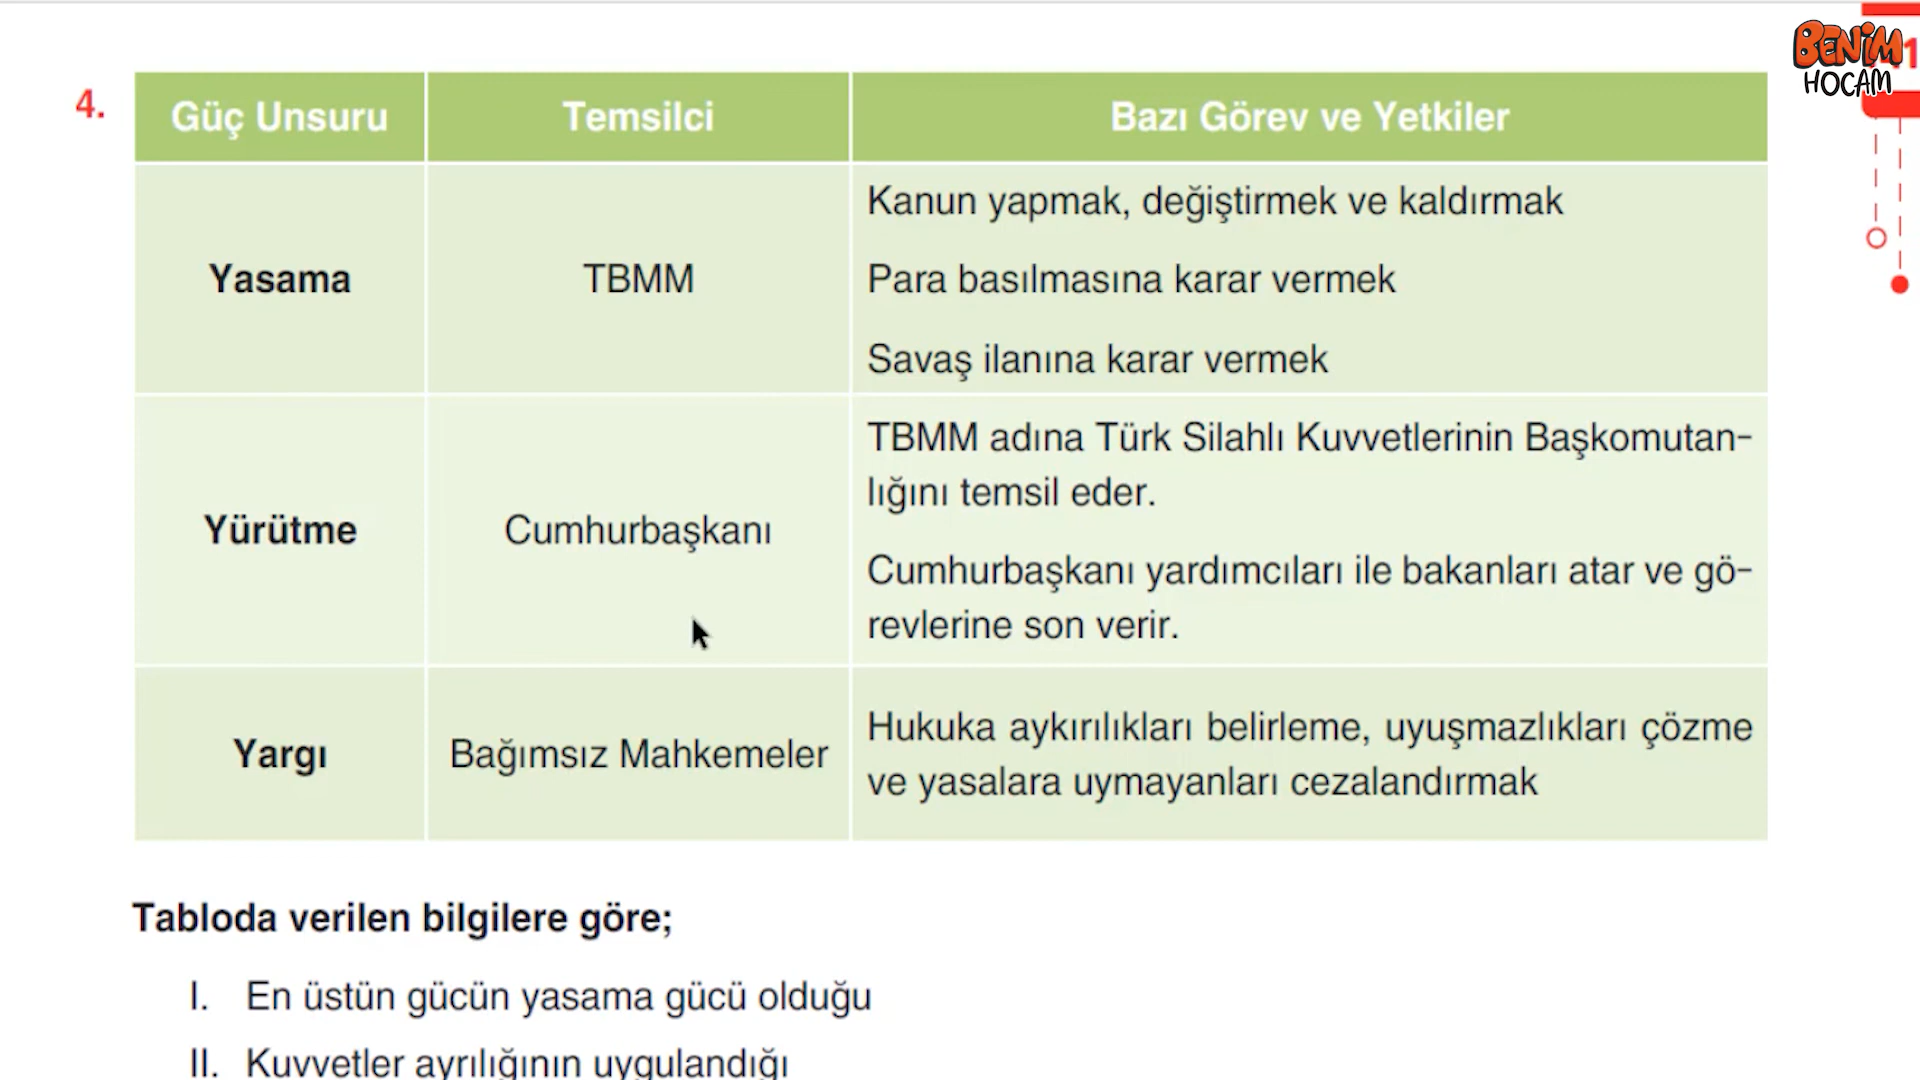 BENİM
HOCAM
4.
Güç Unsuru
Temsilci
Bazı Görev ve Yetkiler
Yasama
TBMM
Kanun yapmak, değiştirmek ve kaldırmak
Para basılmasına karar vermek
Savaş ilanına karar vermek
Yürütme
Cumhurbaşkanı
TBMM adına Türk Silahlı Kuvvetlerinin Başkomutan-
lığını temsil eder.
Cumhurbaşkanı yardımcıları ile bakanları atar ve gö-
revlerine son verir.
Yargı
Bağımsız Mahkemeler
Hukuka aykırılıkları belirleme, uyuşmazlıkları çözme
ve yasalara uymayanları cezalandırmak
Tabloda verilen bilgilere göre;
I. En üstün gücün yasama gücü olduğu
II. Kuvvetler ayrılığının uygulandığı